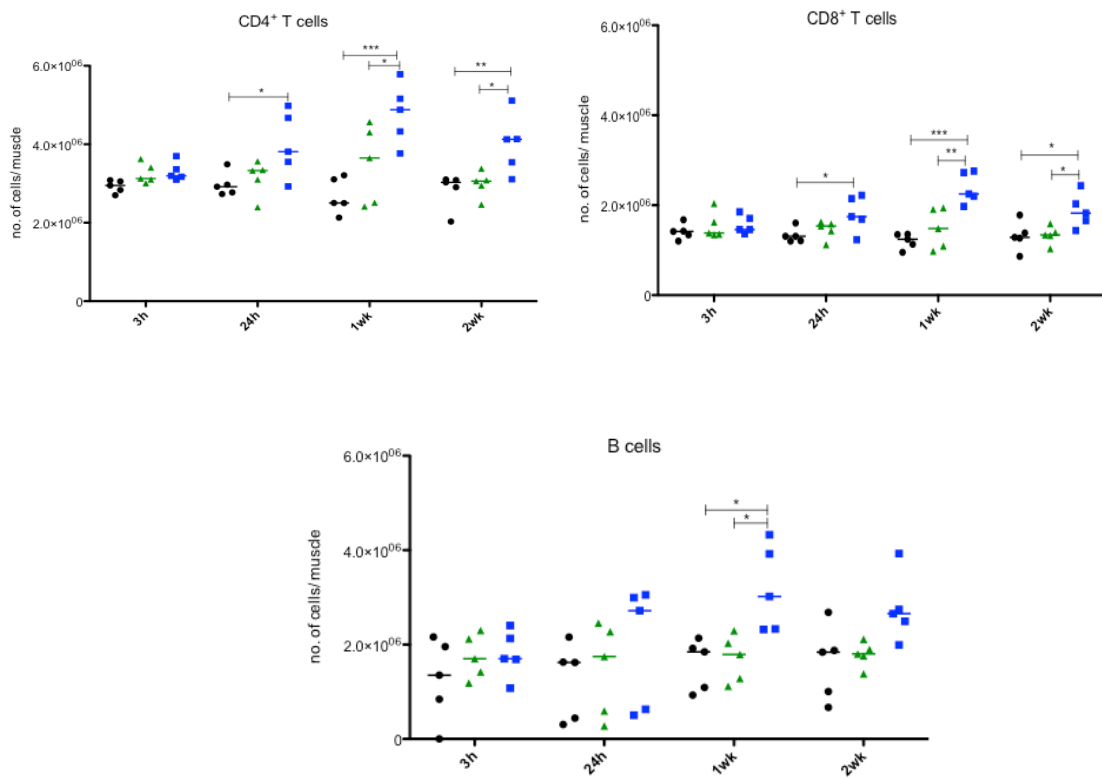 CD4⁺ T cells
no. of cells/ muscle
6.0×10⁰⁶
4.0×10⁰⁶
2.0×10⁰⁶
0
*
***
*
**
*
3h
24h
1wk
2wk
CD8⁺ T cells
no. of cells/ muscle
6.0×10⁰⁶
4.0×10⁰⁶
2.0×10⁰⁶
0
*
***
**
*
*
3h
24h
1wk
2wk
B cells
no. of cells/ muscle
6.0×10⁰⁶
4.0×10⁰⁶
2.0×10⁰⁶
0
*
*
3h
24h
1wk
2wk